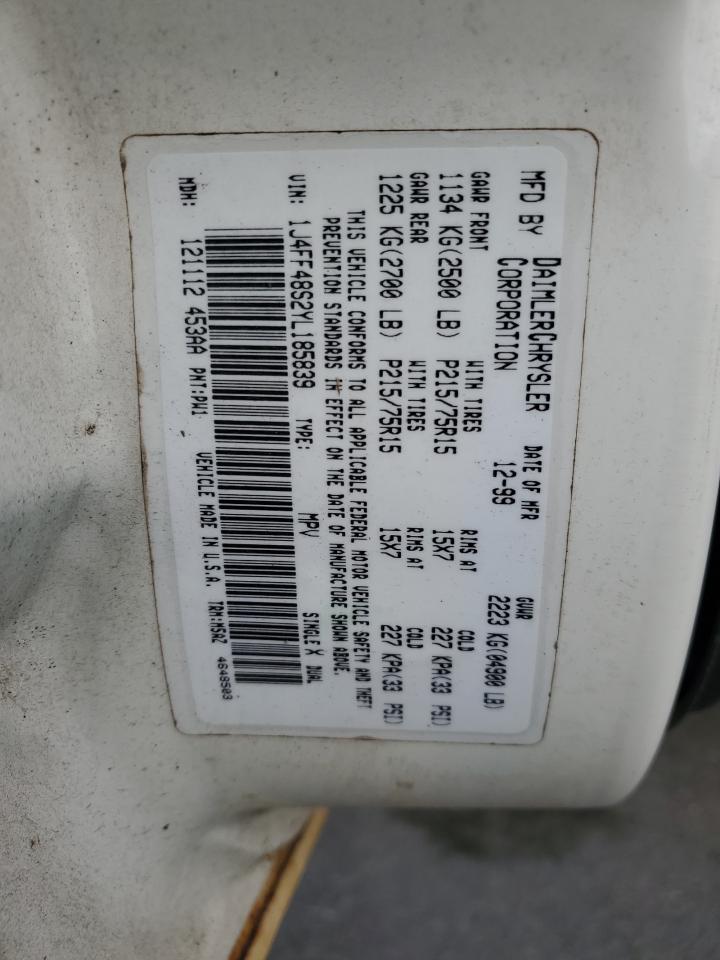 MFD BY DAIMLERCHRYSLER CORPORATION DATE OF MFR 12-99 GVWR 2223 KG(04900 LB)
GAWR FRONT WITH TIRES RIMS AT COLD
1134 KG(2500 LB) P215/75R15 15X7 227 KPA(33 PSI)
GAWR REAR WITH TIRES RIMS AT COLD
1225 KG(2700 LB) P215/75R15 15X7 227 KPA(33 PSI)
THIS VEHICLE CONFORMS TO ALL APPLICABLE FEDERAL MOTOR VEHICLE SAFETY AND THEFT
PREVENTION STANDARDS IN EFFECT ON THE DATE OF MANUFACTURE SHOWN ABOVE.
VIN: 1J4FF48S2YL185839 TYPE: MPV SINGLE X DUAL
MDH: 121112 453AA PNT:PW1 VEHICLE MADE IN U.S.A. TRM:M5AZ 4648503